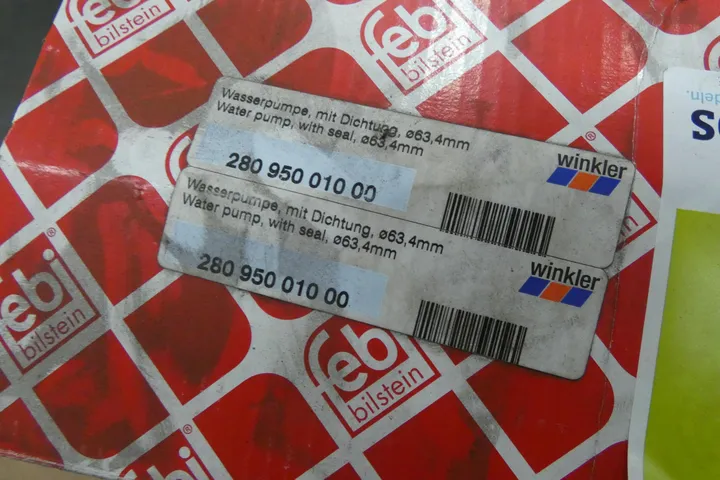 febi
bilstein
febi
bilstein
Wasserpumpe, mit Dichtung, ø63,4mm
Water pump, with seal, ø63,4mm
280 950 010 00
winkler
Wasserpumpe, mit Dichtung, ø63,4mm
Water pump, with seal, ø63,4mm
280 950 010 00
winkler
febi
bilstein
febi
bilstein